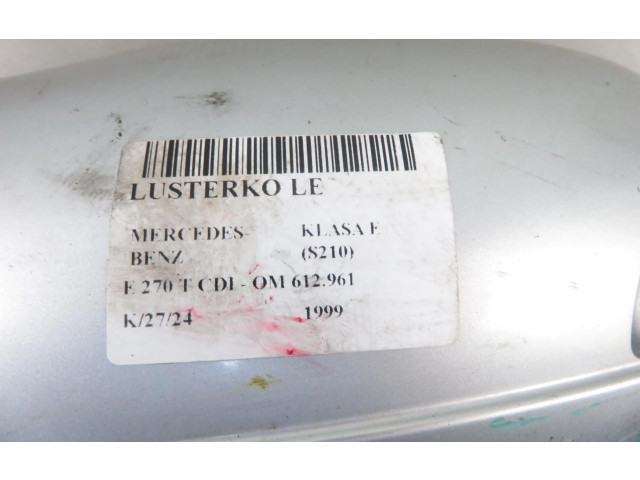 LUSTERKO LE
MERCEDES-BENZ KLASA E (S210)
E 270 T CDI - OM 612.961
K/27/24 1999